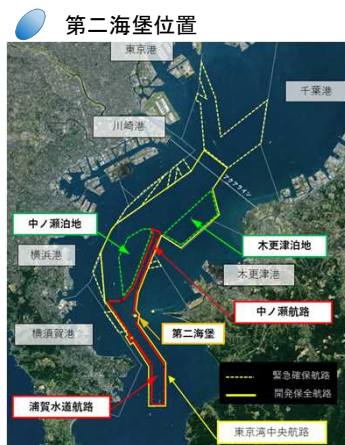 第二海堡位置
東京港
千葉港
川崎港
アクアライン
中ノ瀬泊地
木更津泊地
横浜港
木更津港
中ノ瀬航路
横須賀港
第二海堡
緊急確保航路
開発保全航路
浦賀水道航路
東京湾中央航路